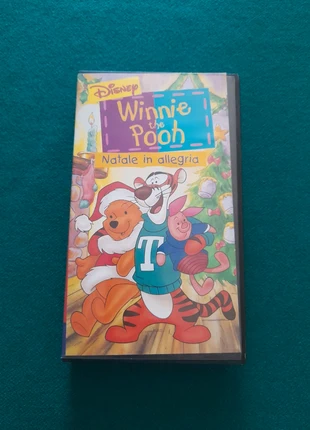 Disney
Winnie
the
Pooh
Natale in allegria
T